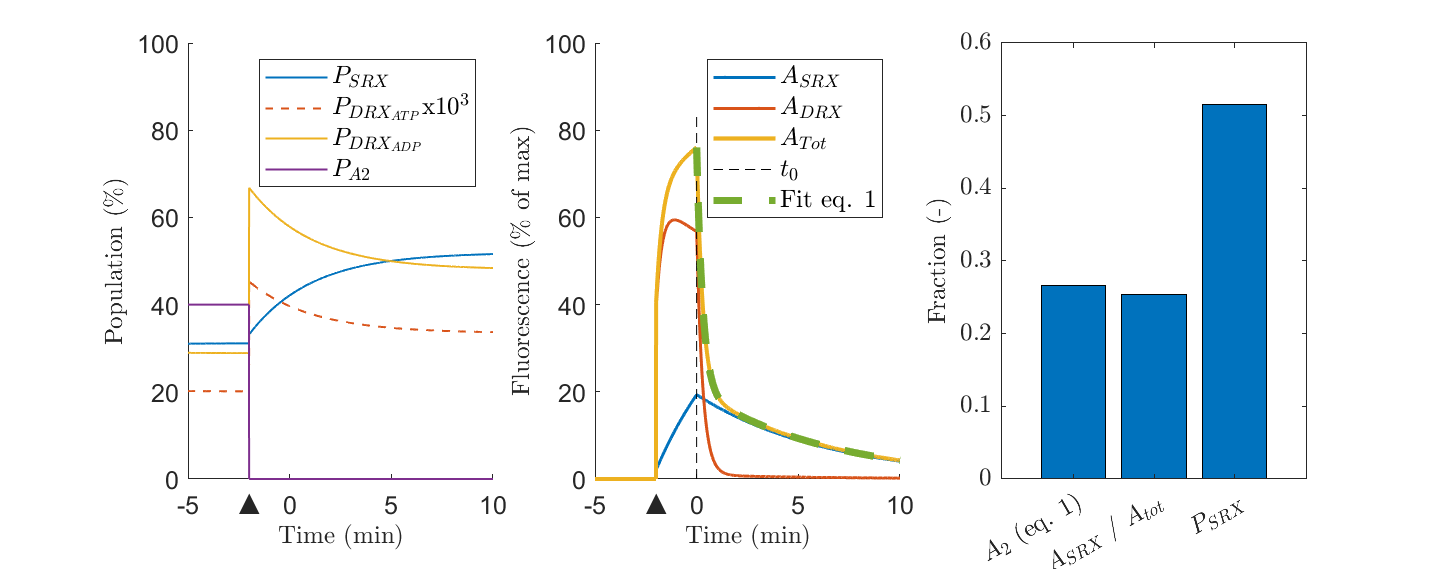 Population (%)
100
80
60
40
20
0
P_SRX
P_DRX_ATP x10^3
P_DRX_ADP
P_A2
-5 0 5 10
Time (min)
Fluorescence (% of max)
100
80
60
40
20
0
A_SRX
A_DRX
A_Tot
t_0
Fit eq. 1
-5 0 5 10
Time (min)
Fraction (-)
0.6
0.5
0.4
0.3
0.2
0.1
0
A_2 (eq. 1)
A_SRX / A_tot
P_SRX